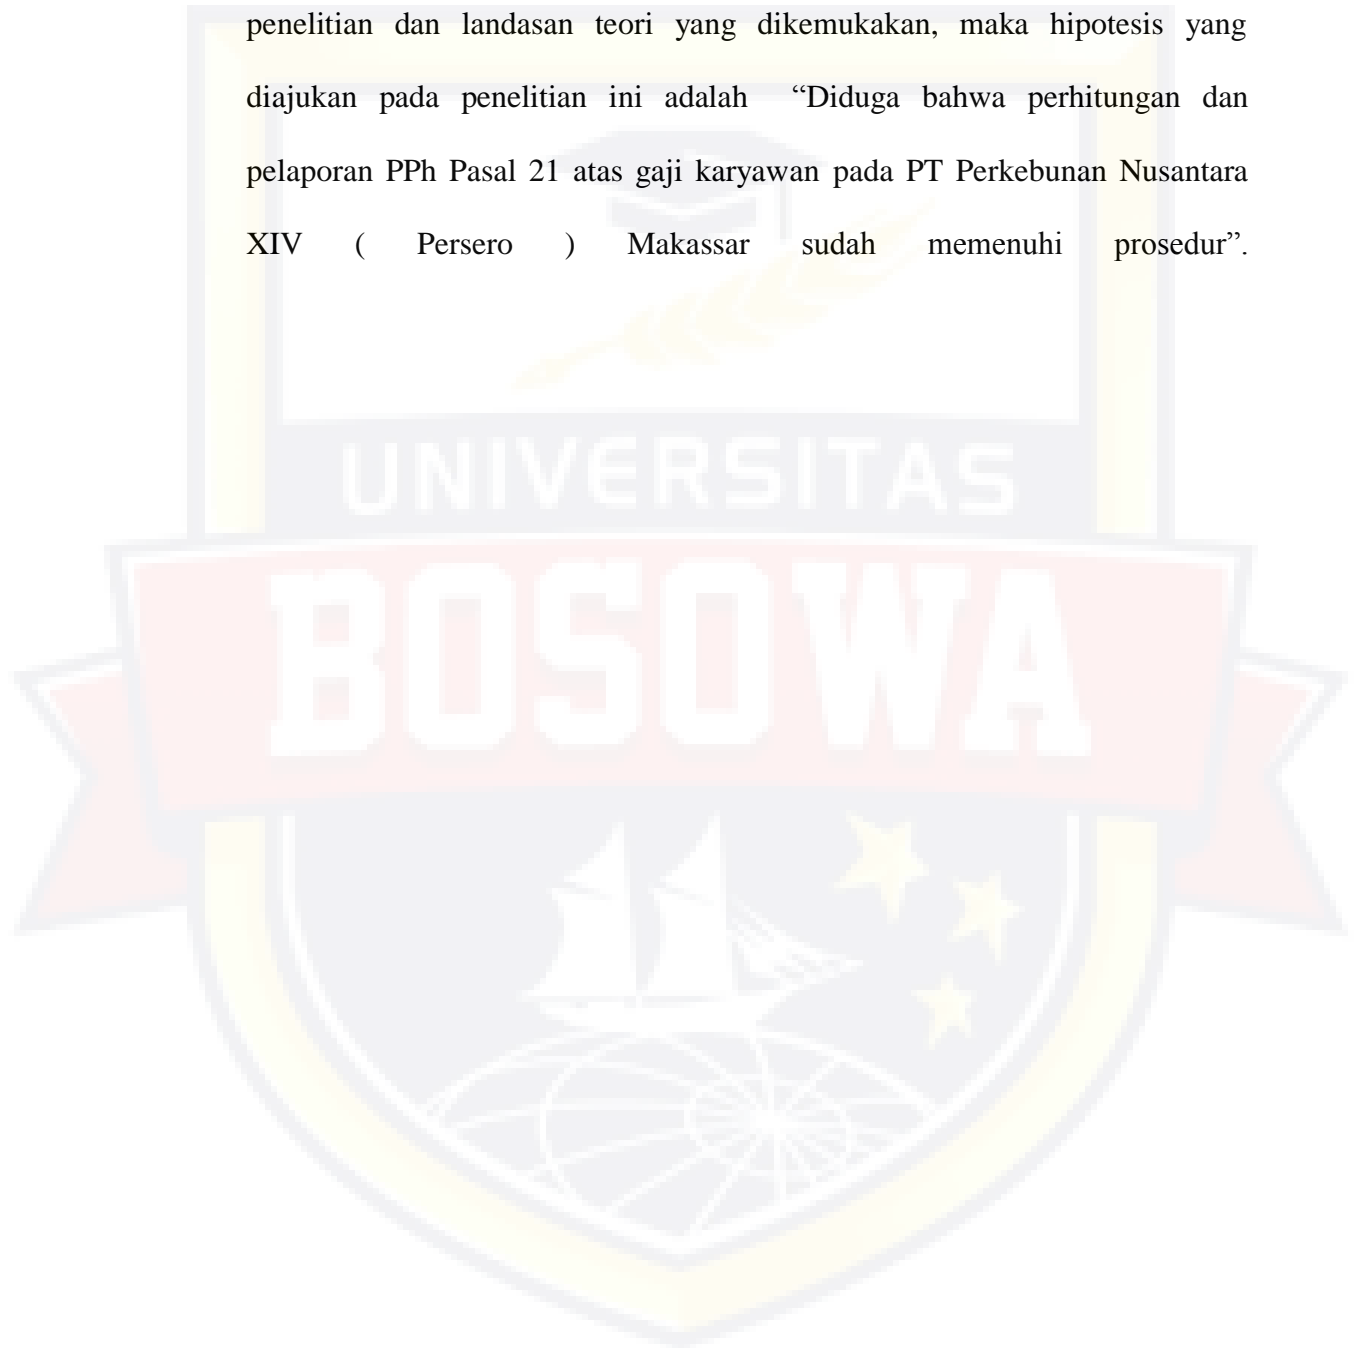 penelitian dan landasan teori yang dikemukakan, maka hipotesis yang
diajukan pada penelitian ini adalah “Diduga bahwa perhitungan dan
pelaporan PPh Pasal 21 atas gaji karyawan pada PT Perkebunan Nusantara
XIV ( Persero ) Makassar sudah memenuhi prosedur”.
UNIVERSITAS
BOSOWA